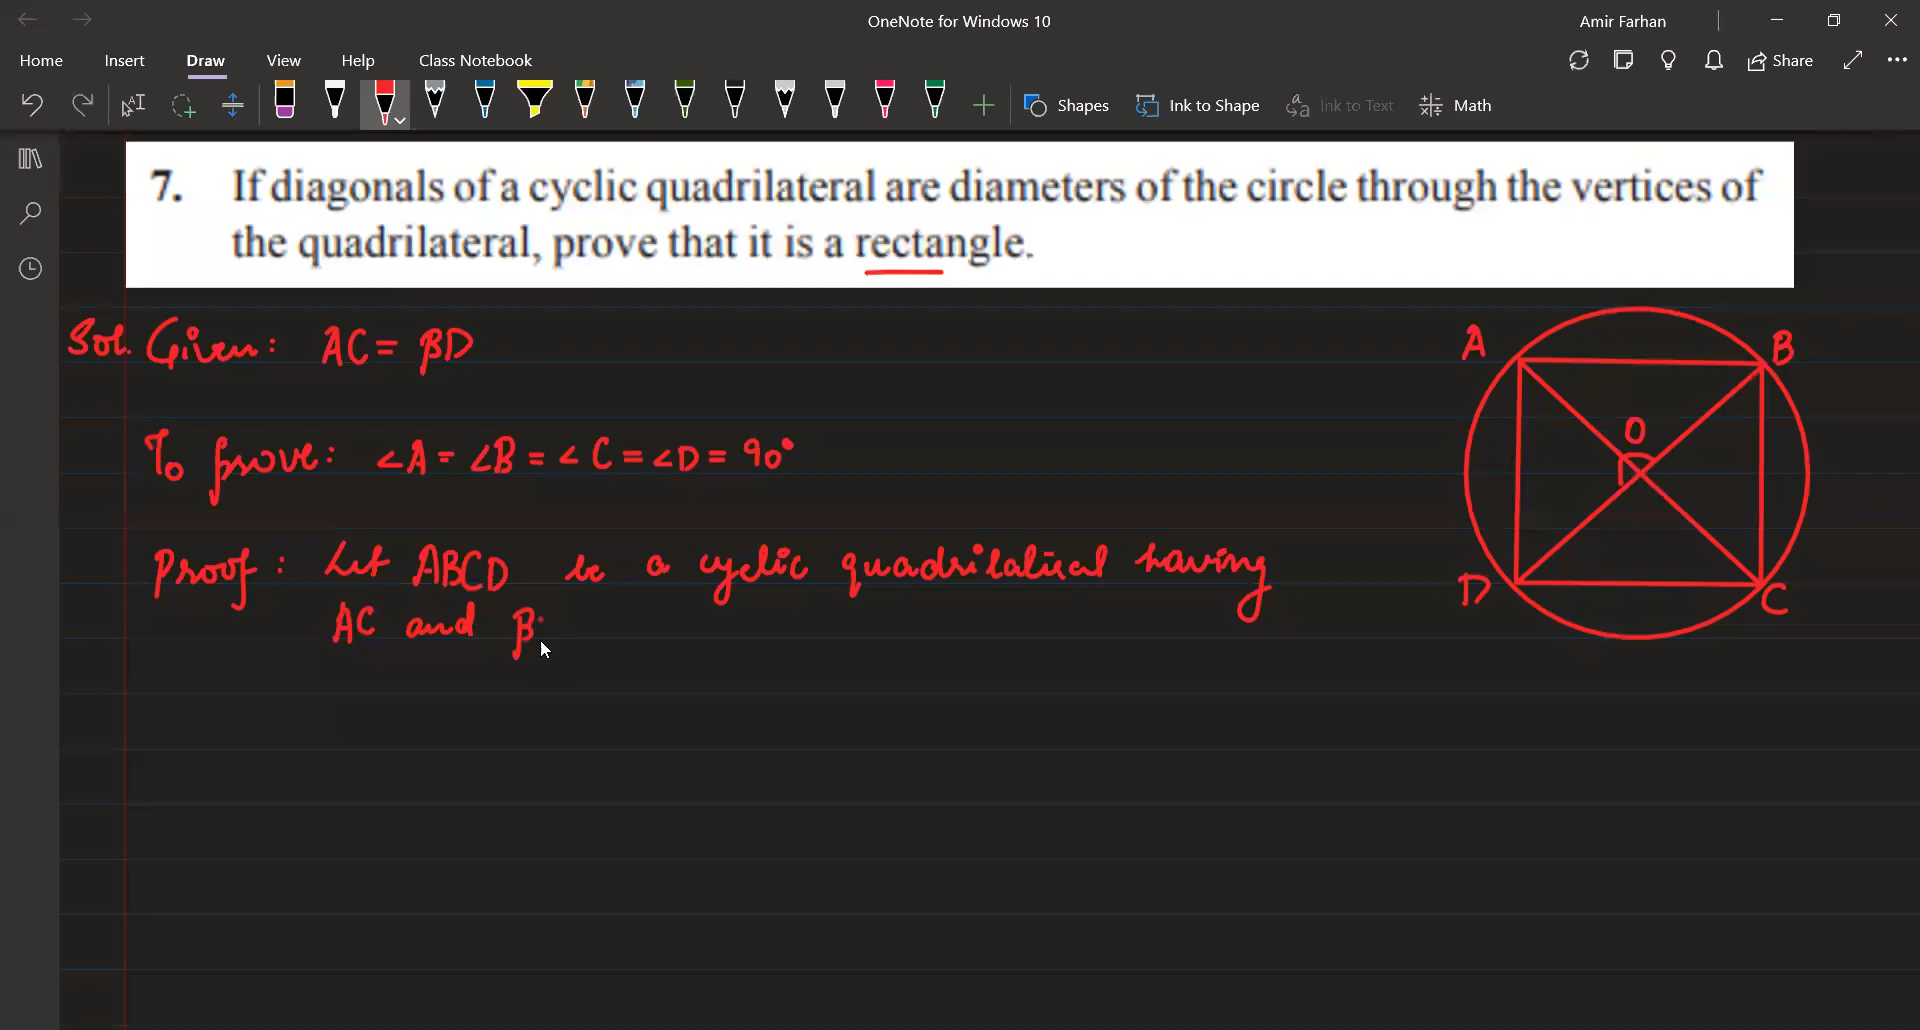 OneNote for Windows 10
Amir Farhan
Home Insert Draw View Help Class Notebook
Share
Shapes Ink to Shape Ink to Text Math
7. If diagonals of a cyclic quadrilateral are diameters of the circle through the vertices of
the quadrilateral, prove that it is a rectangle.
Sol. Given: AC = BD
To prove: ∠A = ∠B = ∠C = ∠D = 90°
Proof: Let ABCD be a cyclic quadrilateral having
AC and B
A
B
O
D
C